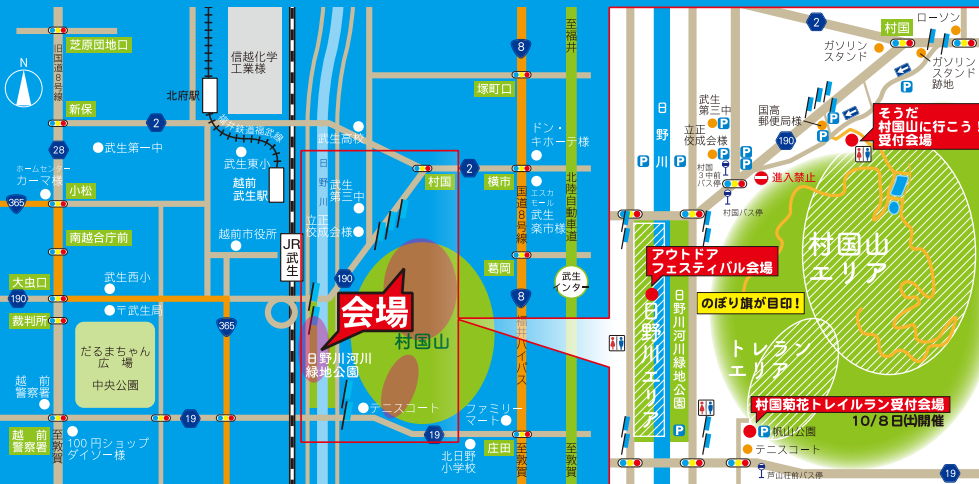 芝原団地口
旧国道8号線
N
新保
28
武生第一中
ホームセンター
カーマ様
小松
365
南越合庁前
大虫口
190
裁判所
武生西小
〒武生局
だるまちゃん
広場
中央公園
越前
警察署
越前
警察署
至敦賀
100円ショップ
ダイソー様
19
365
越前市役所
信越化学
工業様
北府駅
2
福井鉄道福武線
武生東小
越前
武生駅
JR
武生
武生高校
日野川
武生
第三中
立正
佼成会様
190
会場
村国山
日野川河川
緑地公園
テニスコート
ファミリー
マート
19
北日野
小学校
庄田
村国
2
横市
塚町口
8
至福井
ドン・
キホーテ様
エスカ
モール
武生
楽市様
国道8号線
北陸自動車道
葛岡
武生
インター
8
福井バイパス
至敦賀
至敦賀
2
村国
ローソン
ガソリン
スタンド
ガソリン
スタンド
跡地
P
日野川
武生
第三中
P
立正
佼成会様
P
P
P
P
P
国高
郵便局様
P
P
190
村国
3中前
バス停
進入禁止
村国バス停
そうだ
村国山に行こう!
受付会場
村国山
エリア
アウトドア
フェスティバル会場
のぼり旗が目印!
日野川エリア
日野川河川緑地公園
P
トレラン
エリア
村国菊花トレイルラン受付会場
10/8日㈯開催
P
テニスコート
芦山荘前バス停
19